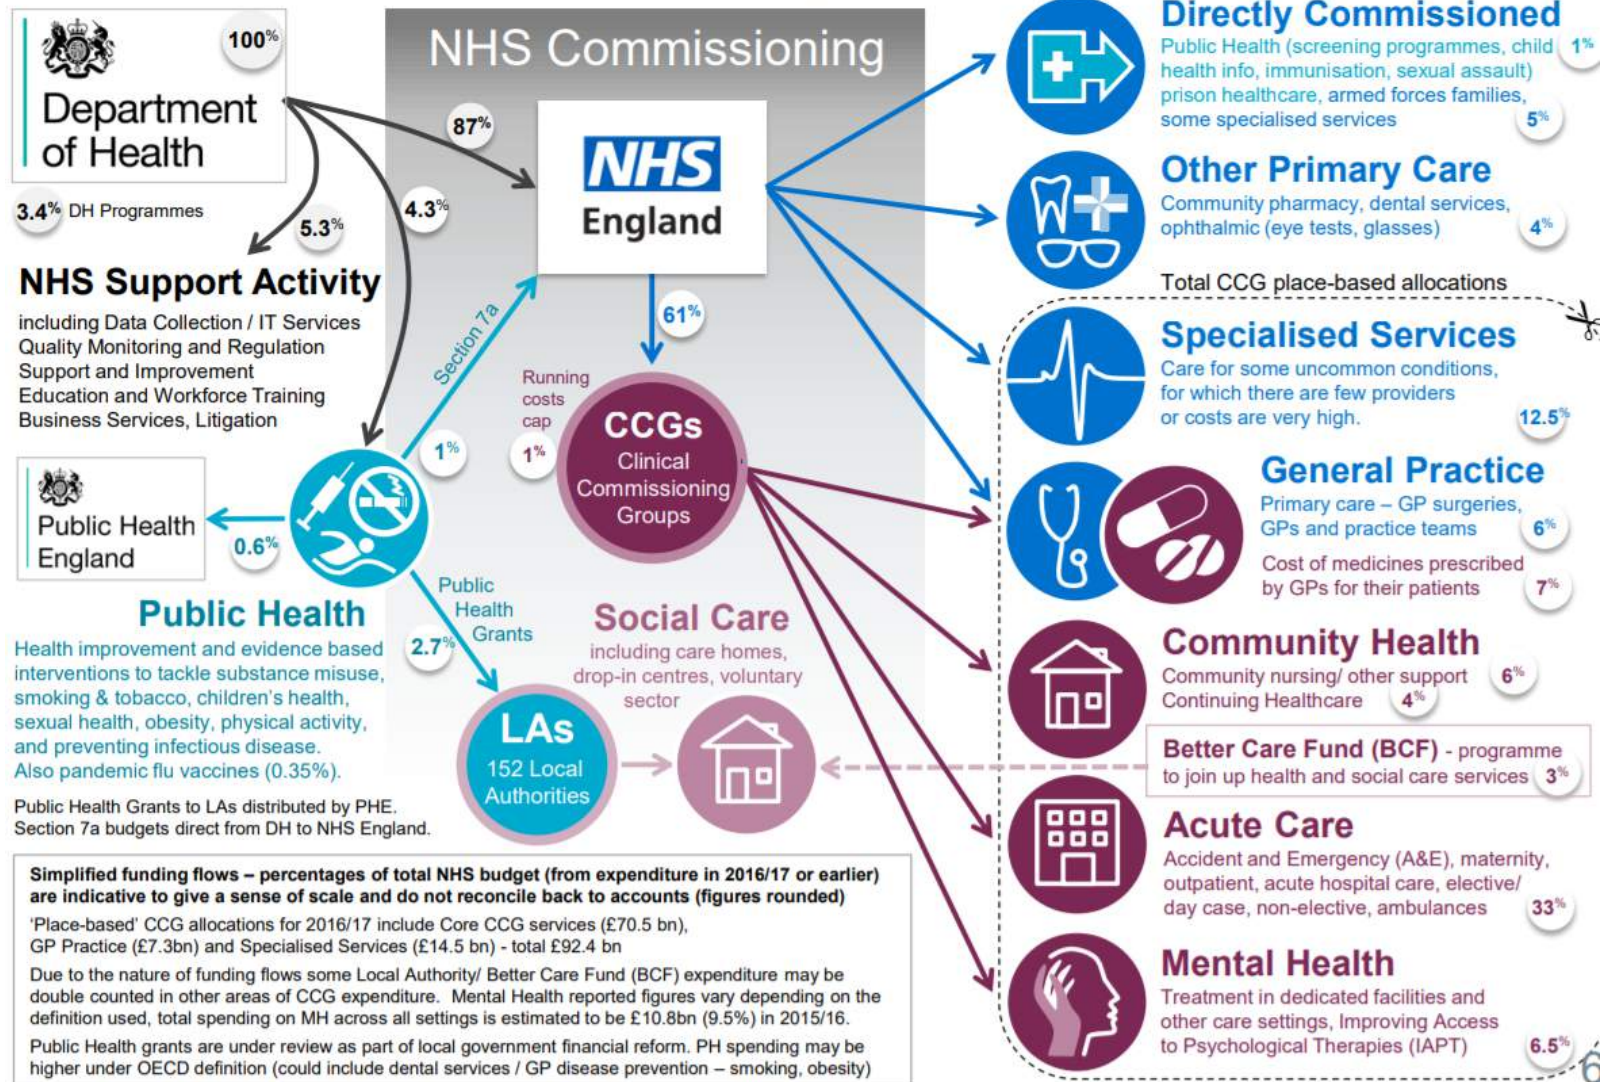 Department
of Health
100%
3.4% DH Programmes
5.3%
4.3%
87%
NHS Support Activity
including Data Collection / IT Services
Quality Monitoring and Regulation
Support and Improvement
Education and Workforce Training
Business Services, Litigation
Public Health
England
0.6%
Public Health
Health improvement and evidence based
interventions to tackle substance misuse,
smoking & tobacco, children's health,
sexual health, obesity, physical activity,
and preventing infectious disease.
Also pandemic flu vaccines (0.35%).
Public Health Grants to LAs distributed by PHE.
Section 7a budgets direct from DH to NHS England.
NHS Commissioning
NHS
England
Section 7a
1%
61%
Running
costs
cap
1%
CCGs
Clinical
Commissioning
Groups
Public
Health
Grants
2.7%
Social Care
including care homes,
drop-in centres, voluntary
sector
LAs
152 Local
Authorities
Directly Commissioned
Public Health (screening programmes, child 1%
health info, immunisation, sexual assault)
prison healthcare, armed forces families,
some specialised services 5%
Other Primary Care
Community pharmacy, dental services,
ophthalmic (eye tests, glasses) 4%
Total CCG place-based allocations
Specialised Services
Care for some uncommon conditions,
for which there are few providers
or costs are very high. 12.5%
General Practice
Primary care – GP surgeries,
GPs and practice teams 6%
Cost of medicines prescribed
by GPs for their patients 7%
Community Health
Community nursing/ other support 6%
Continuing Healthcare 4%
Better Care Fund (BCF) - programme
to join up health and social care services 3%
Acute Care
Accident and Emergency (A&E), maternity,
outpatient, acute hospital care, elective/
day case, non-elective, ambulances 33%
Mental Health
Treatment in dedicated facilities and
other care settings, Improving Access
to Psychological Therapies (IAPT) 6.5%
Simplified funding flows – percentages of total NHS budget (from expenditure in 2016/17 or earlier)
are indicative to give a sense of scale and do not reconcile back to accounts (figures rounded)
'Place-based' CCG allocations for 2016/17 include Core CCG services (£70.5 bn),
GP Practice (£7.3bn) and Specialised Services (£14.5 bn) - total £92.4 bn
Due to the nature of funding flows some Local Authority/ Better Care Fund (BCF) expenditure may be
double counted in other areas of CCG expenditure.  Mental Health reported figures vary depending on the
definition used, total spending on MH across all settings is estimated to be £10.8bn (9.5%) in 2015/16.
Public Health grants are under review as part of local government financial reform. PH spending may be
higher under OECD definition (could include dental services / GP disease prevention – smoking, obesity)
6